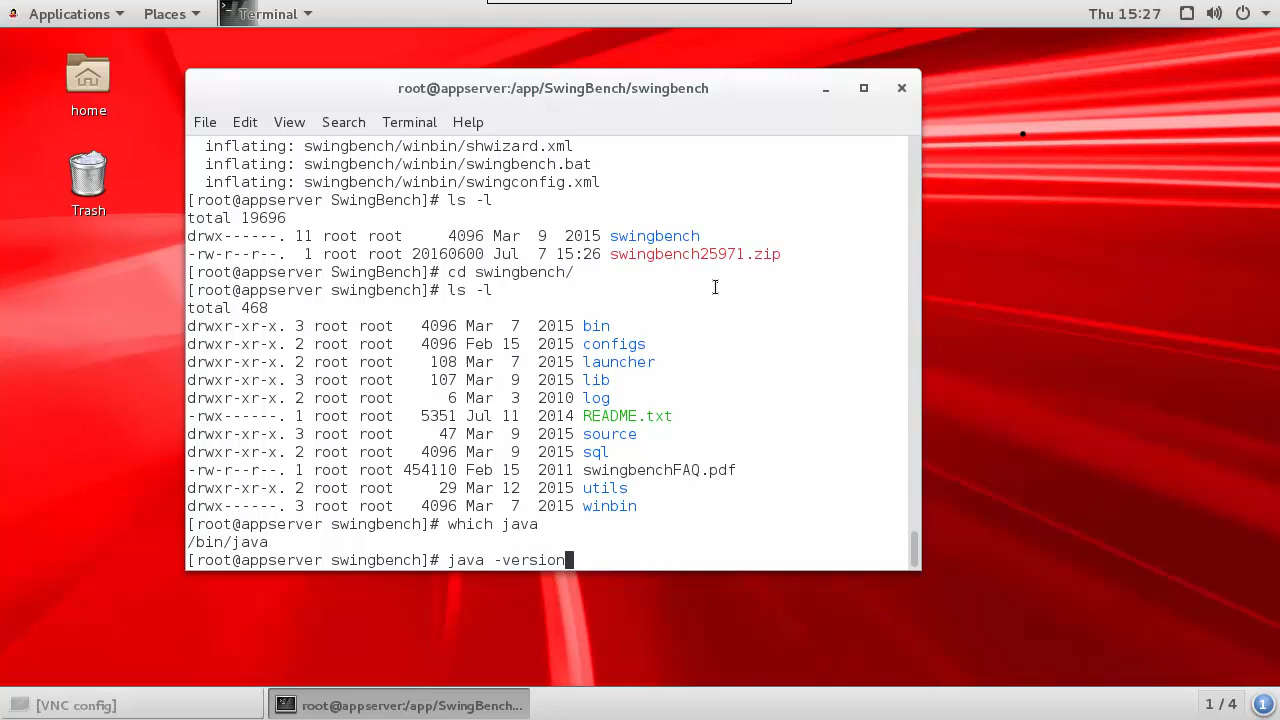 Applications Places Terminal Thu 15:27
home
Trash
root@appserver:/app/SwingBench/swingbench
File Edit View Search Terminal Help
inflating: swingbench/winbin/shwizard.xml
inflating: swingbench/winbin/swingbench.bat
inflating: swingbench/winbin/swingconfig.xml
[root@appserver SwingBench]# ls -l
total 19696
drwx------. 11 root root 4096 Mar 9 2015 swingbench
-rw-r--r--. 1 root root 20160600 Jul 7 15:26 swingbench25971.zip
[root@appserver SwingBench]# cd swingbench/
[root@appserver swingbench]# ls -l
total 468
drwxr-xr-x. 3 root root 4096 Mar 7 2015 bin
drwxr-xr-x. 2 root root 4096 Feb 15 2015 configs
drwxr-xr-x. 2 root root 108 Mar 7 2015 launcher
drwxr-xr-x. 3 root root 107 Mar 9 2015 lib
drwxr-xr-x. 2 root root 6 Mar 3 2010 log
-rwx------. 1 root root 5351 Jul 11 2014 README.txt
drwxr-xr-x. 3 root root 47 Mar 9 2015 source
drwxr-xr-x. 2 root root 4096 Mar 9 2015 sql
-rw-r--r--. 1 root root 454110 Feb 15 2011 swingbenchFAQ.pdf
drwxr-xr-x. 2 root root 29 Mar 12 2015 utils
drwx------. 3 root root 4096 Mar 7 2015 winbin
[root@appserver swingbench]# which java
/bin/java
[root@appserver swingbench]# java -version
[VNC config] root@appserver:/app/SwingBench... 1 / 4 1